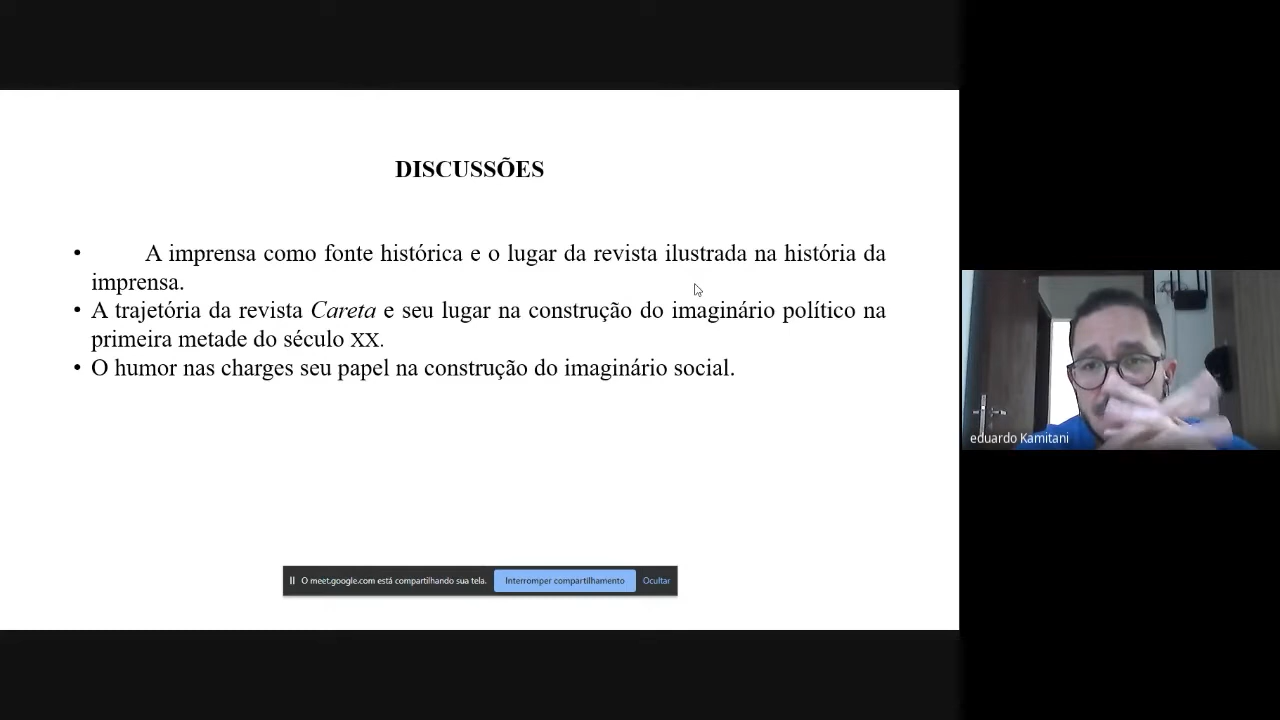 DISCUSSÕES
• A imprensa como fonte histórica e o lugar da revista ilustrada na história da
imprensa.
• A trajetória da revista Careta e seu lugar na construção do imaginário político na
primeira metade do século XX.
• O humor nas charges seu papel na construção do imaginário social.
O meet.google.com está compartilhando sua tela. Interromper compartilhamento Ocultar
eduardo Kamitani